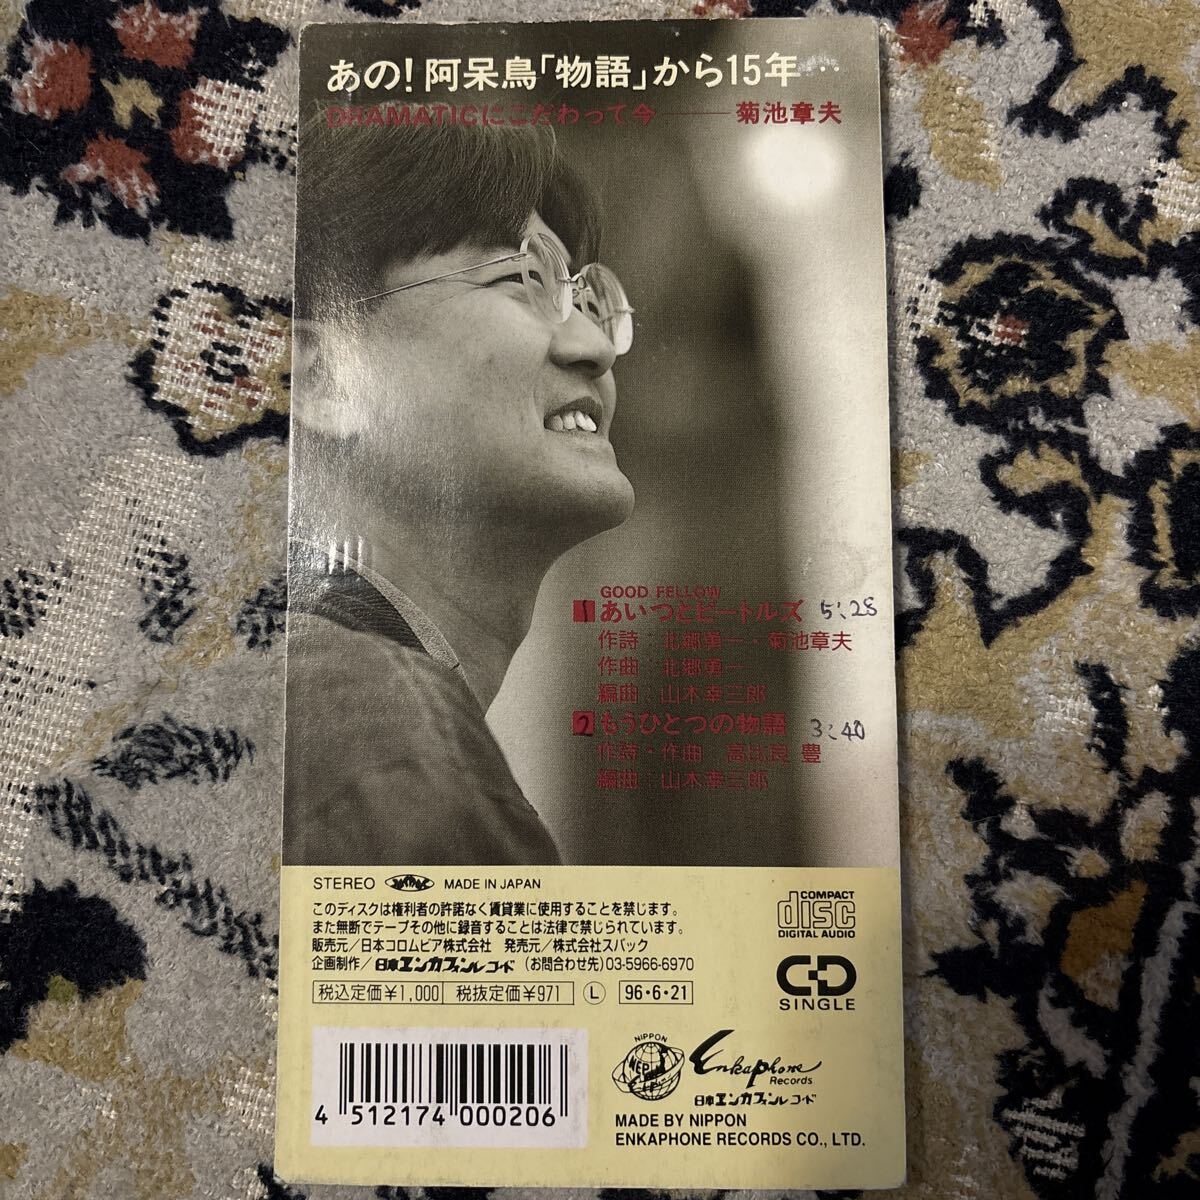 あの!阿呆鳥「物語」から15年…
DRAMATICにこだわって今——菊池章夫
GOOD FELLOW
1 あいつとビートルズ 5:28
作詩：北郷勇一・菊池章夫
作曲：北郷勇一
編曲：山木幸三郎
2 もうひとつの物語 3:40
作詩・作曲 高比良 豊
編曲：山木幸三郎
STEREO MADE IN JAPAN
このディスクは権利者の許諾なく賃貸業に使用することを禁じます。
また無断でテープその他に録音することは法律で禁じられています。
販売元／日本コロムビア株式会社 発売元／株式会社スバック
企画制作／日本エンカフォンレコード（お問合わせ先）03-5966-6970
税込定価¥1,000 税抜定価¥971 L 96・6・21
COMPACT
disc
DIGITAL AUDIO
CD
SINGLE
4 512174 000206
NIPPON
Enkaphone
Records
日本エンカフォンレコード
MADE BY NIPPON
ENKAPHONE RECORDS CO., LTD.